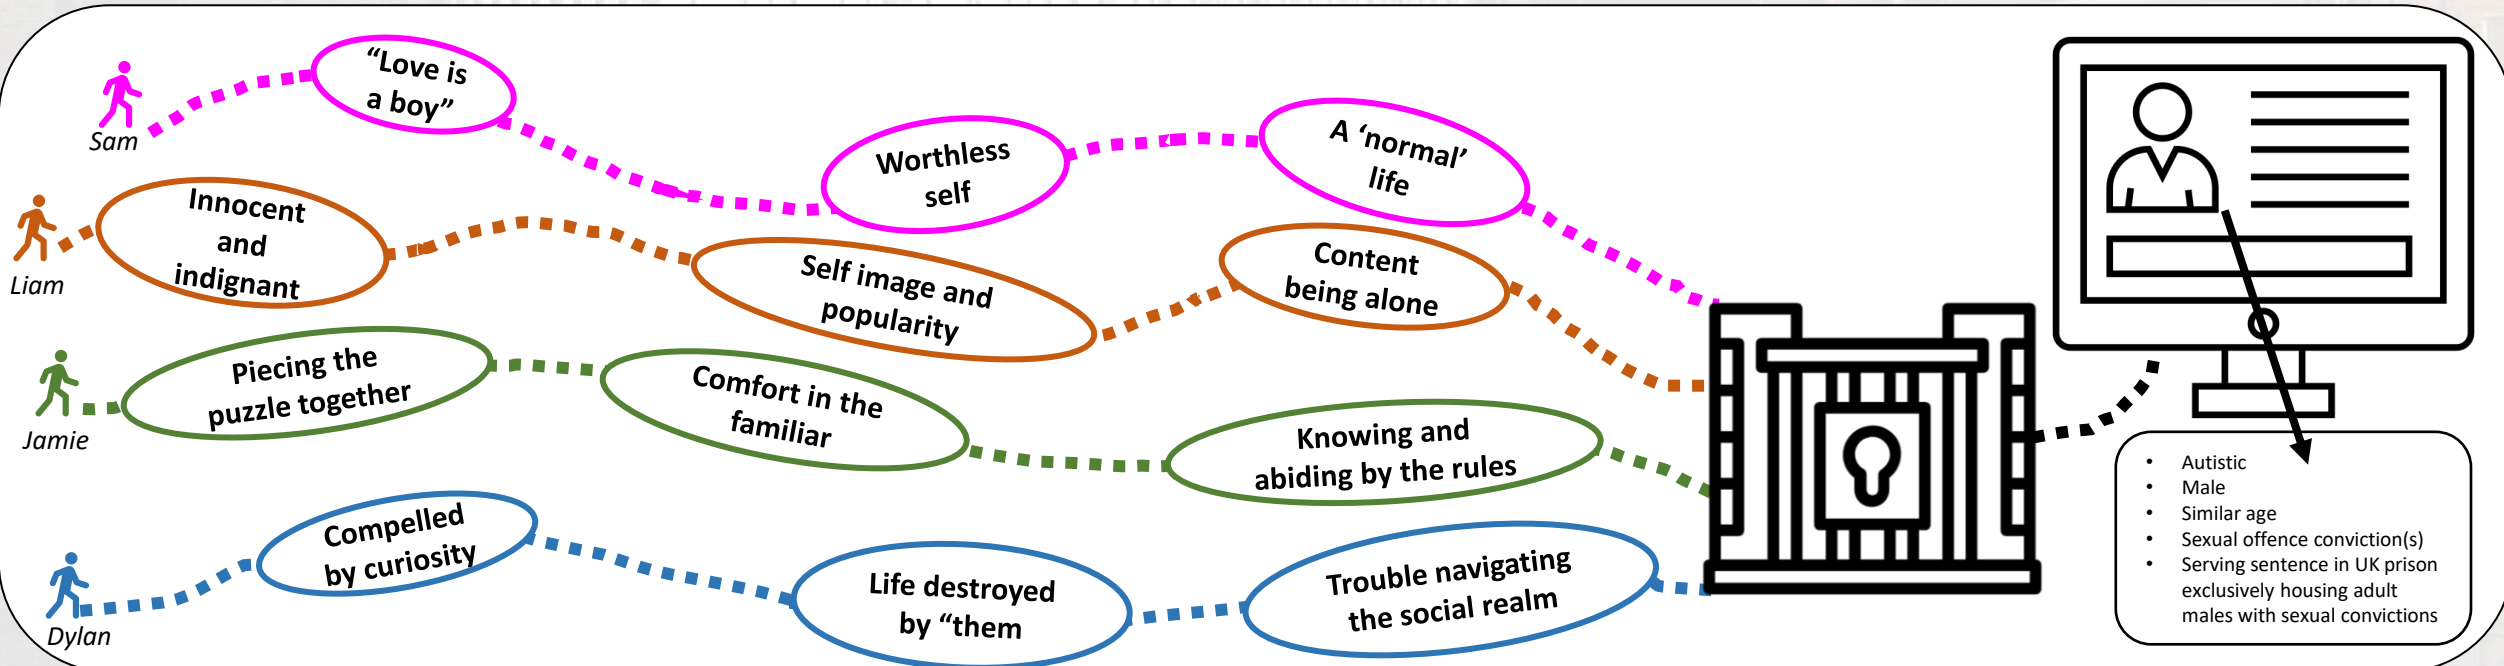 Sam
“Love is
a boy”
Worthless
self
A ‘normal’
life
Liam
Innocent
and
indignant
Self image and
popularity
Content
being alone
Jamie
Piecing the
puzzle together
Comfort in the
familiar
Knowing and
abiding by the rules
Dylan
Compelled
by curiosity
Life destroyed
by “them
Trouble navigating
the social realm
• Autistic
• Male
• Similar age
• Sexual offence conviction(s)
• Serving sentence in UK prison
exclusively housing adult
males with sexual convictions